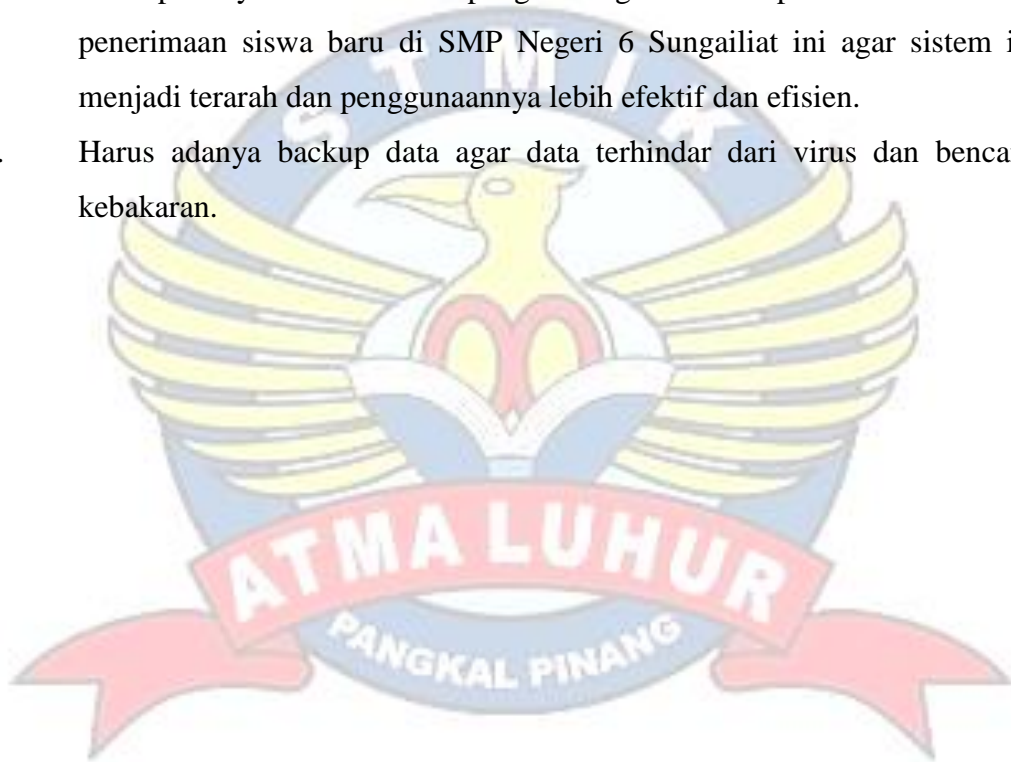 penerimaan siswa baru di SMP Negeri 6 Sungailiat ini agar sistem
menjadi terarah dan penggunaannya lebih efektif dan efisien.
Harus adanya backup data agar data terhindar dari virus dan
kebakaran.
STMIK
ATMA LUHUR
PANGKAL PINANG